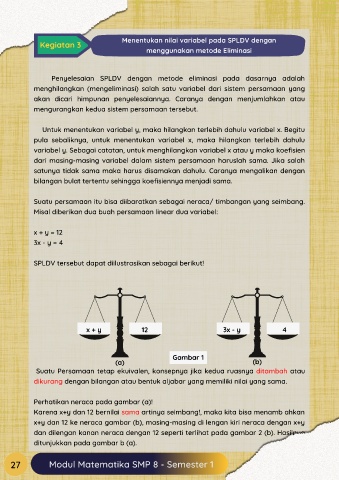 Kegiatan 3
Menentukan nilai variabel pada SPLDV dengan
menggunakan metode Eliminasi
Penyelesaian SPLDV dengan metode eliminasi pada dasarnya adalah
menghilangkan (mengeliminasi) salah satu variabel dari sistem persamaan yang
akan dicari himpunan penyelesaiannya. Caranya dengan menjumlahkan atau
mengurangkan kedua sistem persamaan tersebut.
Untuk menentukan variabel y, maka hilangkan terlebih dahulu variabel x. Begitu
pula sebaliknya, untuk menentukan variabel x, maka hilangkan terlebih dahulu
variabel y. Sebagai catatan, untuk menghilangkan variabel x atau y maka koefisien
dari masing-masing variabel dalam sistem persamaan haruslah sama. Jika salah
satunya tidak sama maka harus disamakan dahulu. Caranya mengalikan dengan
bilangan bulat tertentu sehingga koefisiennya menjadi sama.
Suatu persamaan itu bisa diibaratkan sebagai neraca/ timbangan yang seimbang.
Misal diberikan dua buah persamaan linear dua variabel:
x + y = 12
3x - y = 4
SPLDV tersebut dapat diilustrasikan sebagai berikut!
x + y 12 3x - y 4
(a) Gambar 1 (b)
Suatu Persamaan tetap ekuivalen, konsepnya jika kedua ruasnya ditambah atau
dikurang dengan bilangan atau bentuk aljabar yang memiliki nilai yang sama.
Perhatikan neraca pada gambar (a)!
Karena x+y dan 12 bernilai sama artinya seimbang!, maka kita bisa menamb ahkan
x+y dan 12 ke neraca gambar (b), masing-masing di lengan kiri neraca dengan x+y
dan dilengan kanan neraca dengan 12 seperti terlihat pada gambar 2 (b). Hasilnya
ditunjukkan pada gambar b (a).
27 Modul Matematika SMP 8 - Semester 1